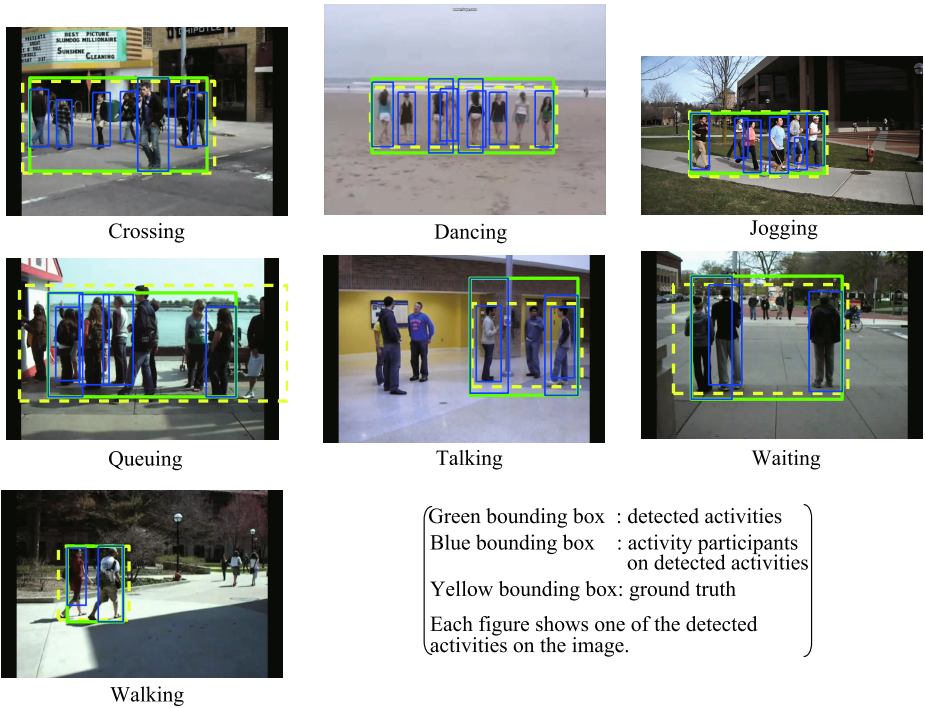 BEST PICTURE
SLUMDOG MILLIONAIRE
SUNSHINE
CLEANING
CHIPOTLE
Crossing
Dancing
Jogging
Queuing
Talking
Waiting
Green bounding box : detected activities
Blue bounding box : activity participants
on detected activities
Yellow bounding box: ground truth
Each figure shows one of the detected
activities on the image.
Walking